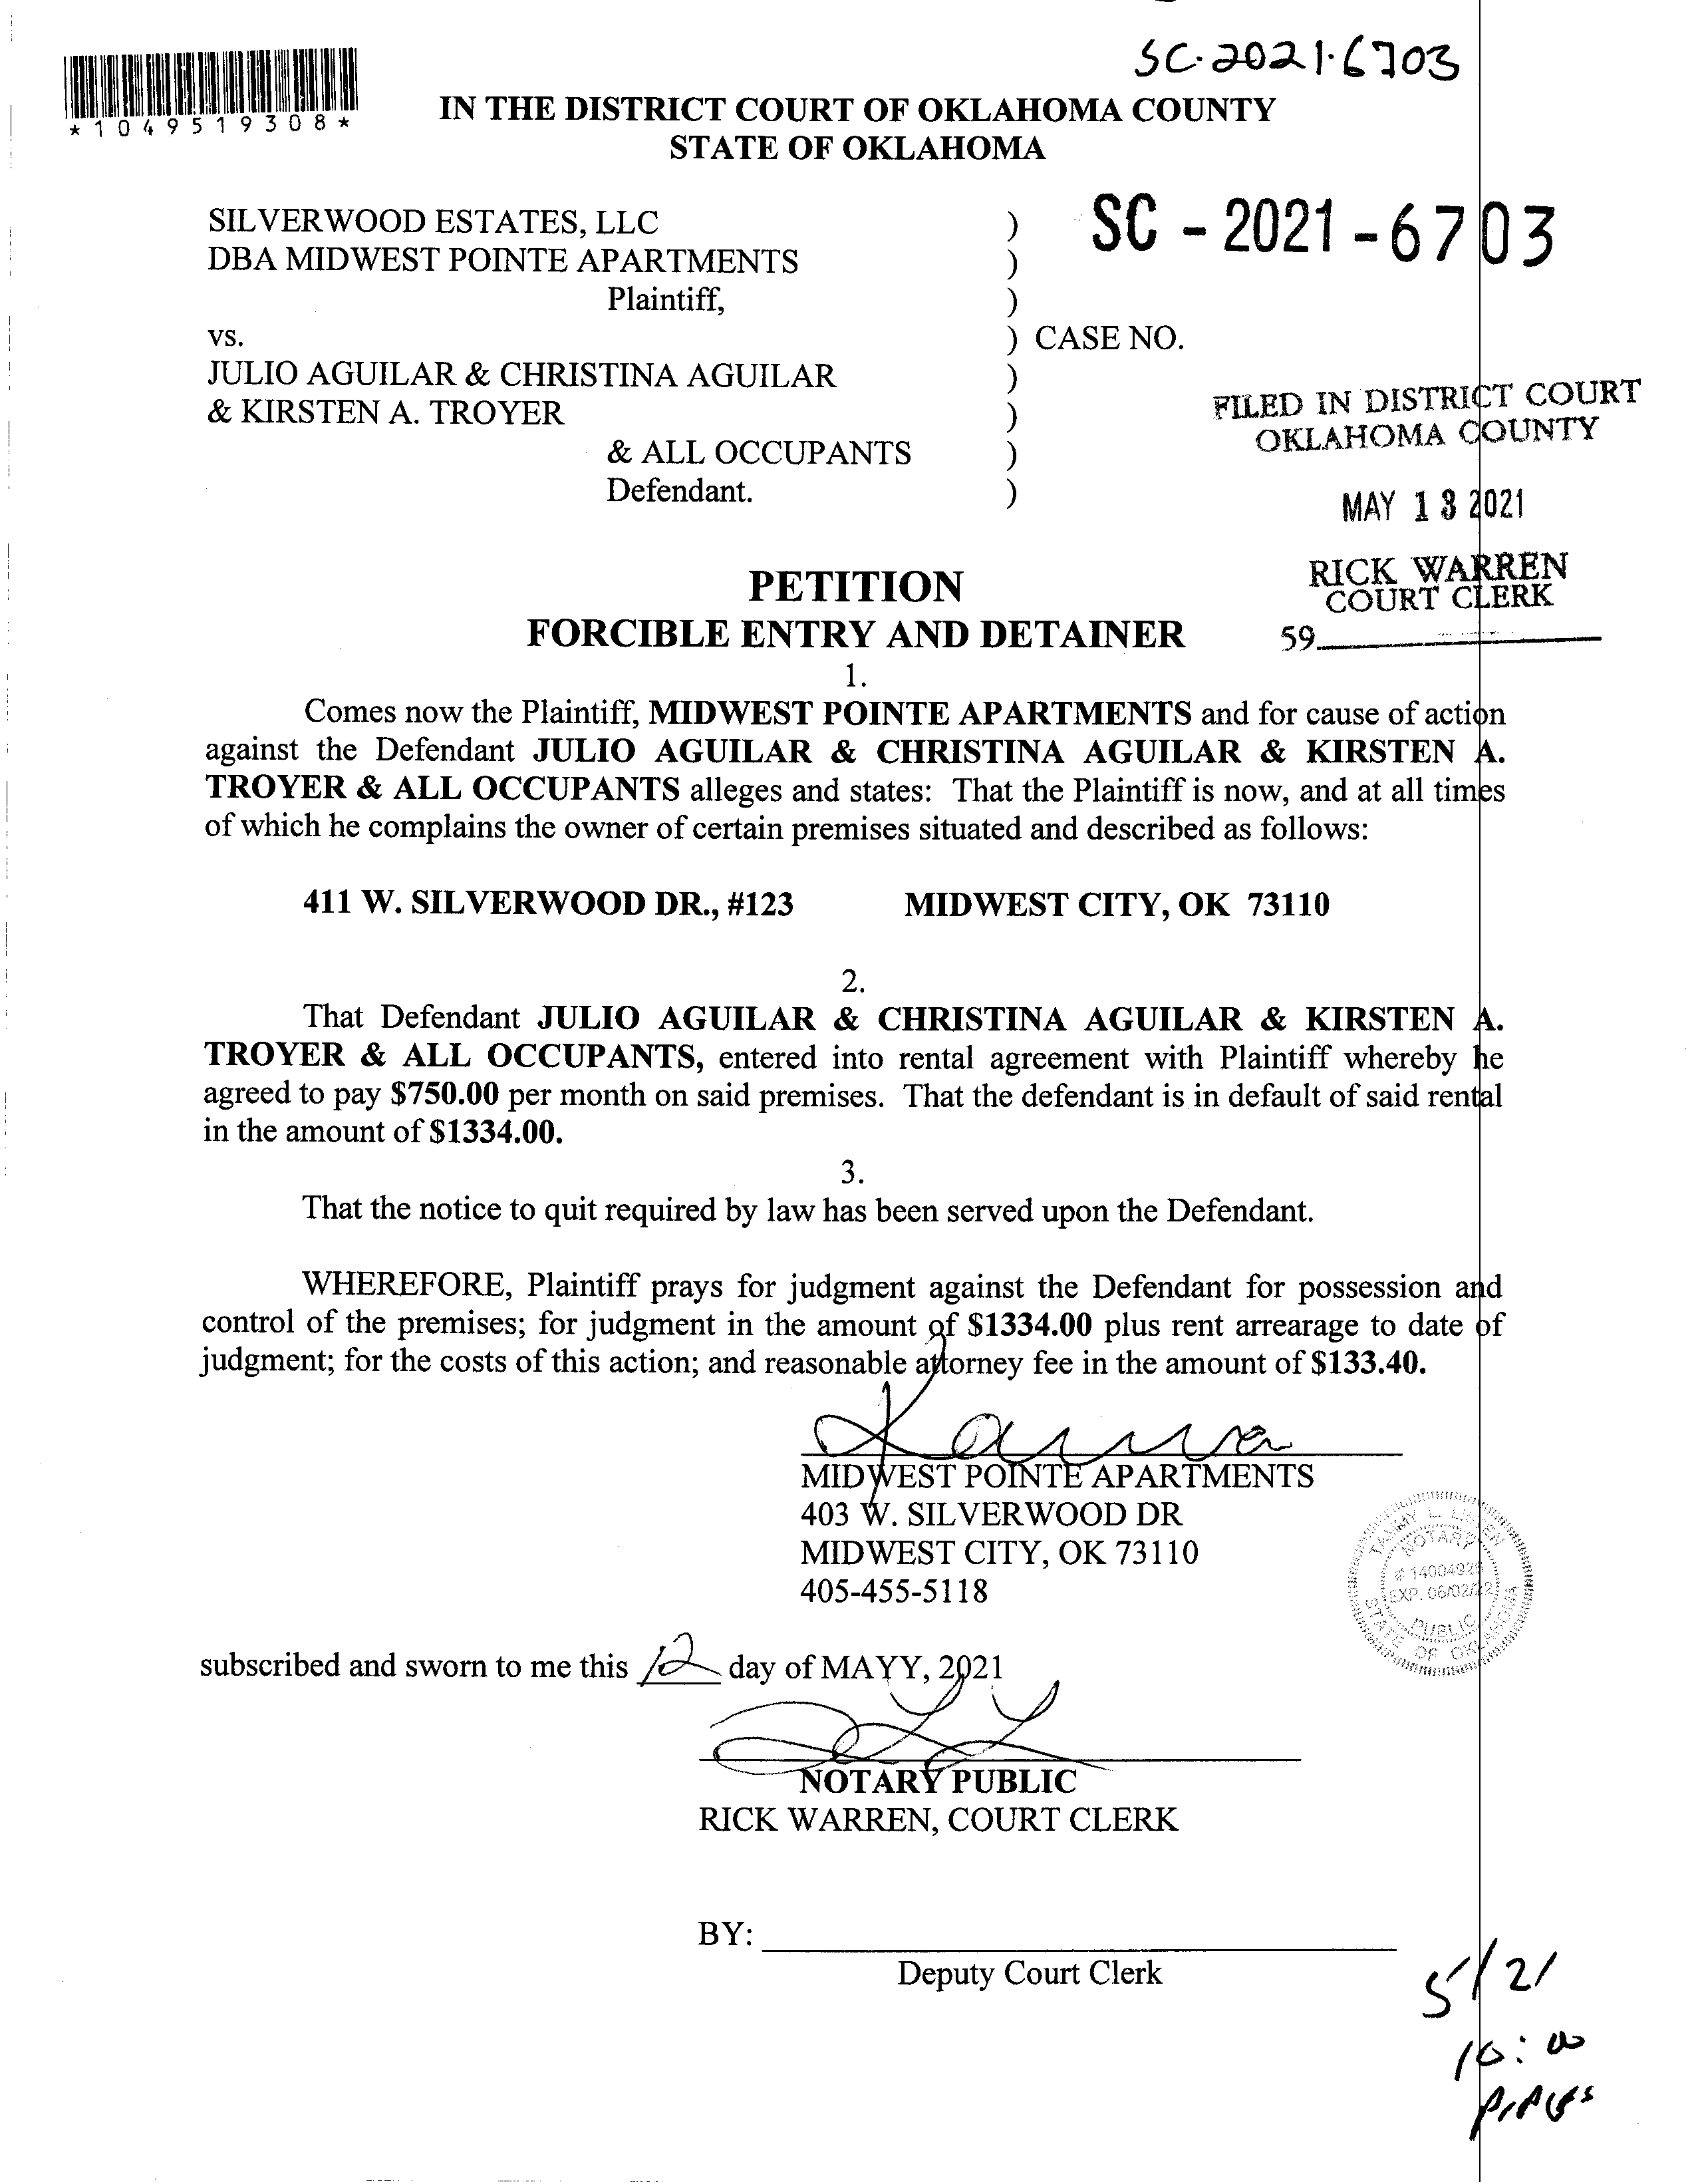 SC-2021-6703
*1049519308*
IN THE DISTRICT COURT OF OKLAHOMA COUNTY
STATE OF OKLAHOMA
SILVERWOOD ESTATES, LLC )
DBA MIDWEST POINTE APARTMENTS )
Plaintiff, )
vs. ) CASE NO.
JULIO AGUILAR & CHRISTINA AGUILAR )
& KIRSTEN A. TROYER )
& ALL OCCUPANTS )
Defendant. )
SC - 2021 - 6703
FILED IN DISTRICT COURT
OKLAHOMA COUNTY
MAY 13 2021
RICK WARREN
COURT CLERK
59
PETITION
FORCIBLE ENTRY AND DETAINER
1.
Comes now the Plaintiff, MIDWEST POINTE APARTMENTS and for cause of action
against the Defendant JULIO AGUILAR & CHRISTINA AGUILAR & KIRSTEN A.
TROYER & ALL OCCUPANTS alleges and states: That the Plaintiff is now, and at all times
of which he complains the owner of certain premises situated and described as follows:
411 W. SILVERWOOD DR., #123 MIDWEST CITY, OK 73110
2.
That Defendant JULIO AGUILAR & CHRISTINA AGUILAR & KIRSTEN A.
TROYER & ALL OCCUPANTS, entered into rental agreement with Plaintiff whereby he
agreed to pay $750.00 per month on said premises. That the defendant is in default of said rental
in the amount of $1334.00.
3.
That the notice to quit required by law has been served upon the Defendant.
WHEREFORE, Plaintiff prays for judgment against the Defendant for possession and
control of the premises; for judgment in the amount of $1334.00 plus rent arrearage to date of
judgment; for the costs of this action; and reasonable attorney fee in the amount of $133.40.
MIDWEST POINTE APARTMENTS
403 W. SILVERWOOD DR
MIDWEST CITY, OK 73110
405-455-5118
TAMMY L.
NOTARY
# 1400492
EXP. 06/02/22
PUBLIC
STATE OF OKLAHOMA
subscribed and sworn to me this 12 day of MAYY, 2021
NOTARY PUBLIC
RICK WARREN, COURT CLERK
BY:
Deputy Court Clerk
5/21
10:00